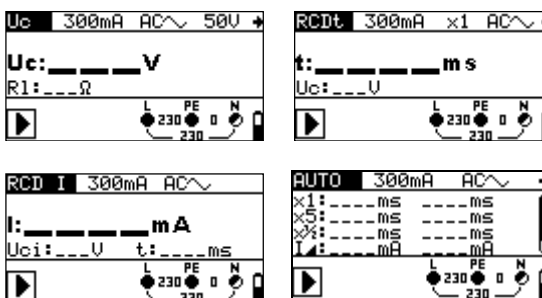 Uc 300mA AC 50V
Uc:___V
R1:___Ω
L PE N
230 0
230
RCDt 300mA x1 AC
t:____ms
Uc:___V
L PE N
230 0
230
RCD I 300mA AC
I:____mA
Uci:___V t:____ms
L PE N
230 0
230
AUTO 300mA AC
x1:____ms ____ms
x5:____ms ____ms
x½:____ms ____ms
I◢:____mA ____mA
L PE N
230 0
230